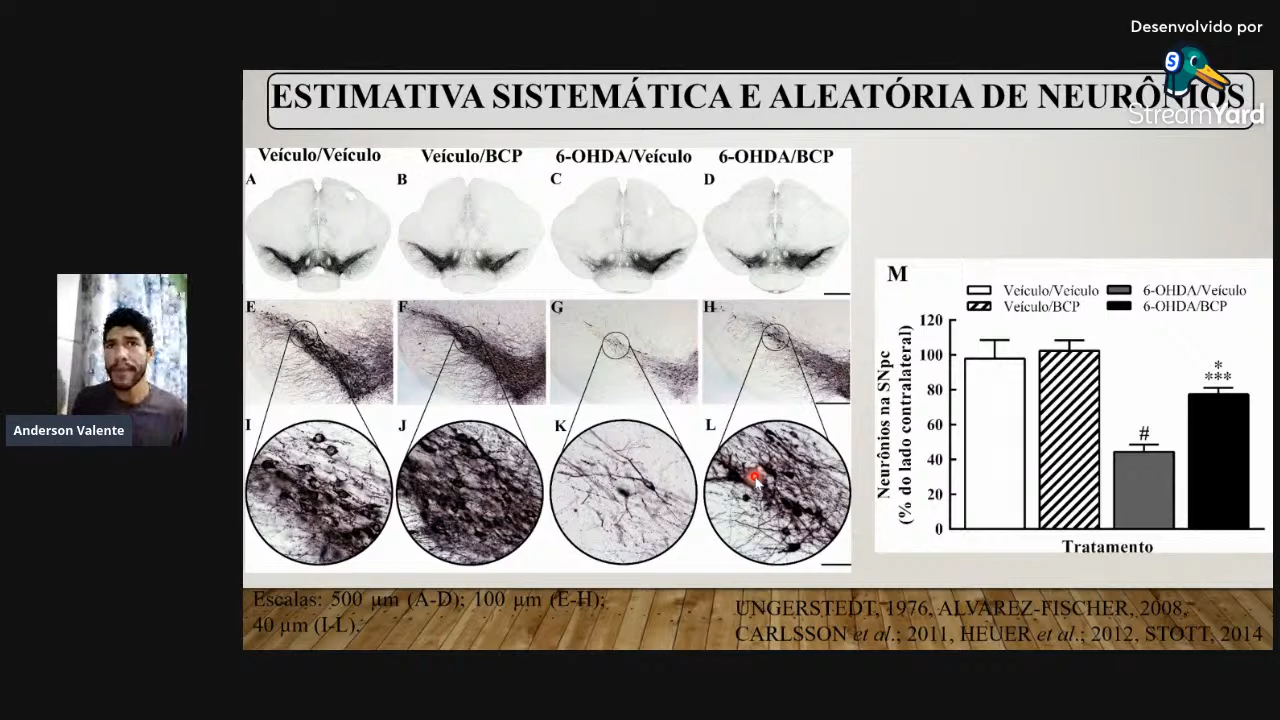 Desenvolvido por
StreamYard
ESTIMATIVA SISTEMÁTICA E ALEATÓRIA DE NEURÔNIOS
Veículo/Veículo Veículo/BCP 6-OHDA/Veículo 6-OHDA/BCP
A B C D
E F G H
I J K L
M
Veículo/Veículo 6-OHDA/Veículo
Veículo/BCP 6-OHDA/BCP
Neurônios na SNpc
(% do lado contralateral)
120
100
80
60
40
20
0
#
*
***
Tratamento
Anderson Valente
Escalas: 500 µm (A-D); 100 µm (E-H);
40 µm (I-L).
UNGERSTEDT, 1976, ALVAREZ-FISCHER, 2008,
CARLSSON et al.; 2011, HEUER et al.; 2012, STOTT, 2014